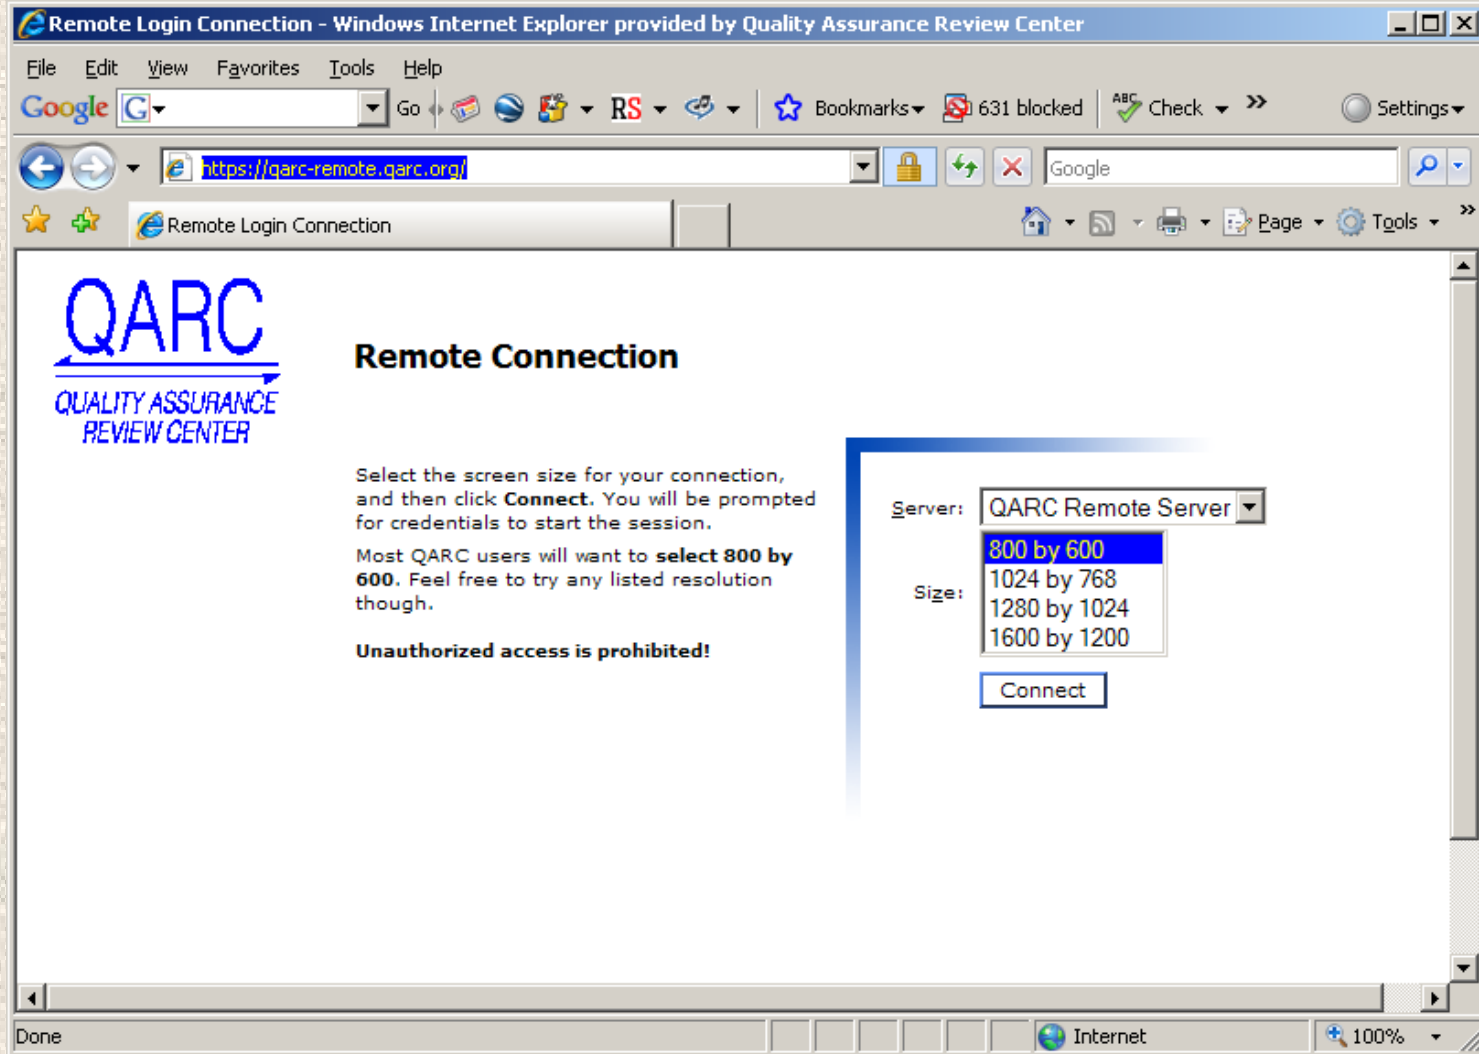 Remote Login Connection - Windows Internet Explorer provided by Quality Assurance Review Center
File Edit View Favorites Tools Help
Google G Go RS Bookmarks 631 blocked ABC Check » Settings
https://qarc-remote.qarc.org/ Google
Remote Login Connection Page Tools »
QARC
QUALITY ASSURANCE
REVIEW CENTER
Remote Connection
Select the screen size for your connection,
and then click Connect. You will be prompted
for credentials to start the session.
Most QARC users will want to select 800 by
600. Feel free to try any listed resolution
though.
Unauthorized access is prohibited!
Server: QARC Remote Server
Size:
800 by 600
1024 by 768
1280 by 1024
1600 by 1200
Connect
Done Internet 100%